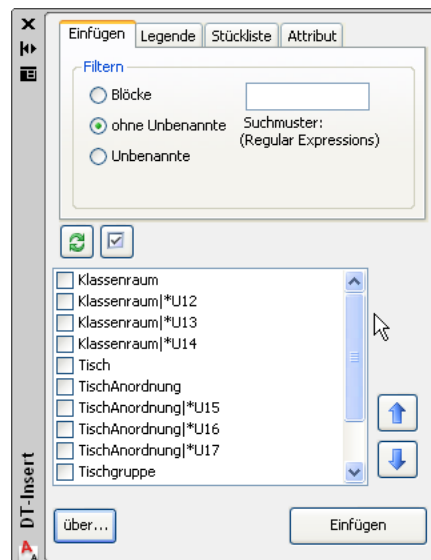 Einfügen Legende Stückliste Attribut
Filtern
Blöcke
ohne Unbenannte
Suchmuster:
(Regular Expressions)
Unbenannte
Klassenraum
Klassenraum|*U12
Klassenraum|*U13
Klassenraum|*U14
Tisch
TischAnordnung
TischAnordnung|*U15
TischAnordnung|*U16
TischAnordnung|*U17
Tischgruppe
DT-Insert
über...
Einfügen